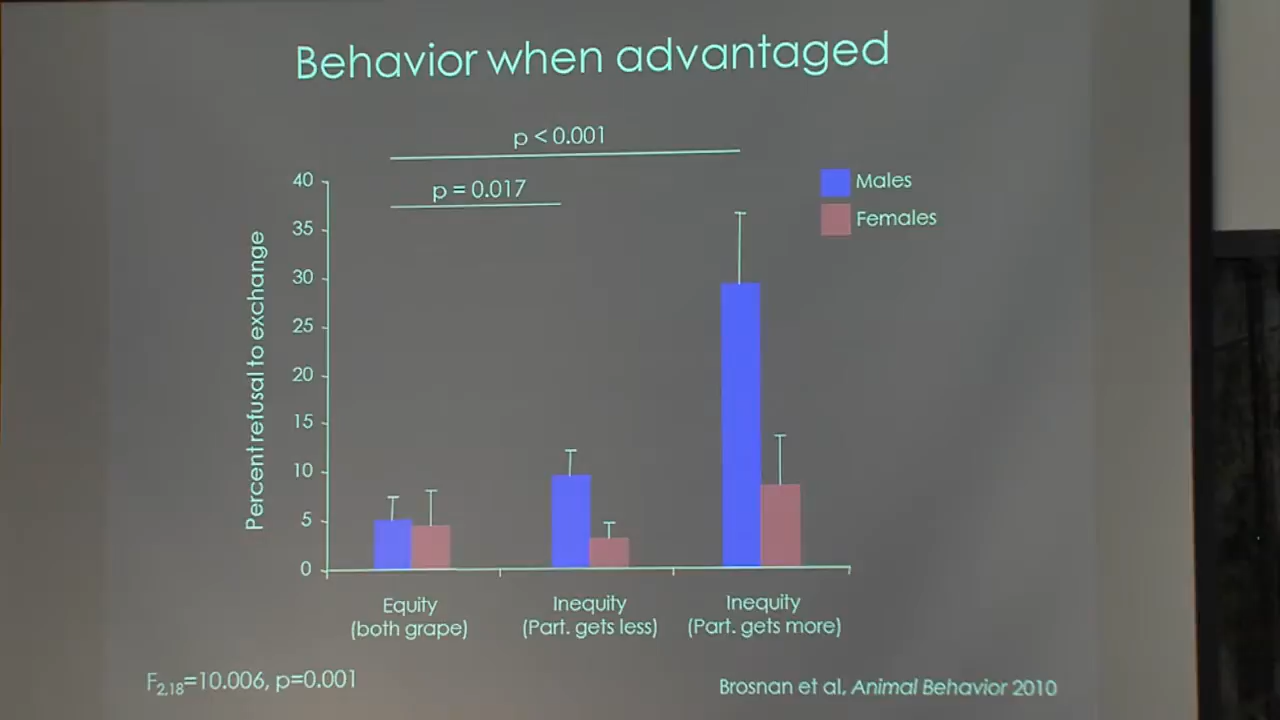 Behavior when advantaged
p < 0.001
p = 0.017
Males
Females
Percent refusal to exchange
40
35
30
25
20
15
10
5
0
Equity
(both grape)
Inequity
(Part. gets less)
Inequity
(Part. gets more)
F2,18=10.006, p=0.001
Brosnan et al, Animal Behavior 2010